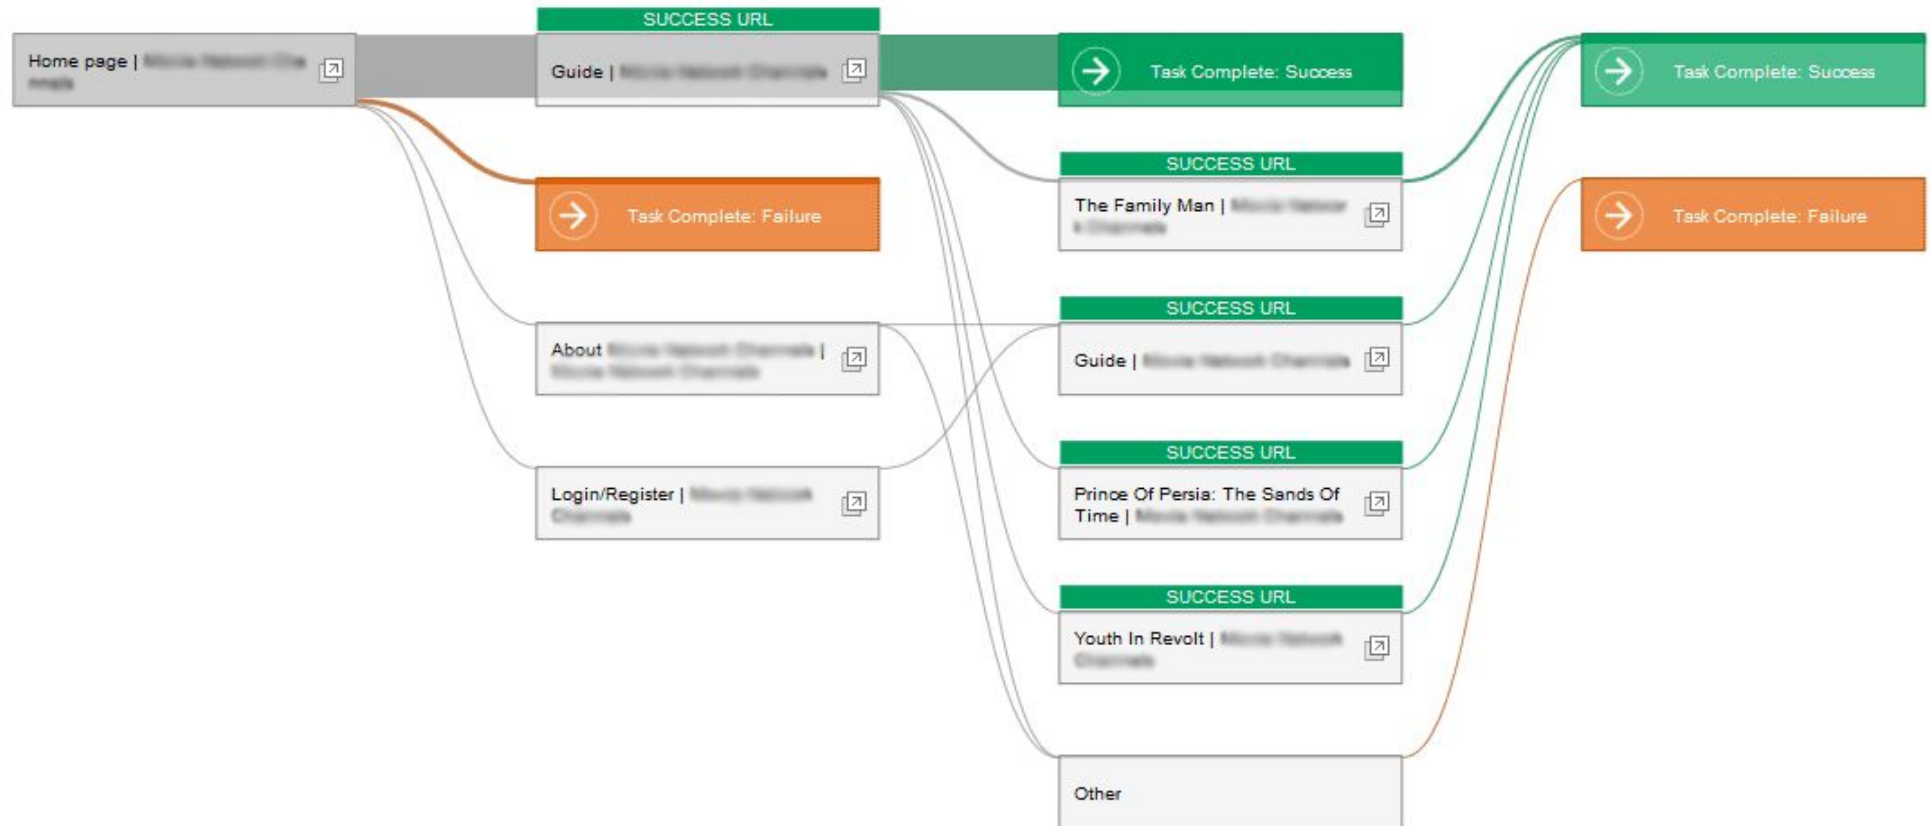 SUCCESS URL
Home page |
Guide |
Task Complete: Success
Task Complete: Success
SUCCESS URL
Task Complete: Failure
The Family Man |
Task Complete: Failure
SUCCESS URL
About |
Guide |
SUCCESS URL
Login/Register |
Prince Of Persia: The Sands Of
Time |
SUCCESS URL
Youth In Revolt |
Other